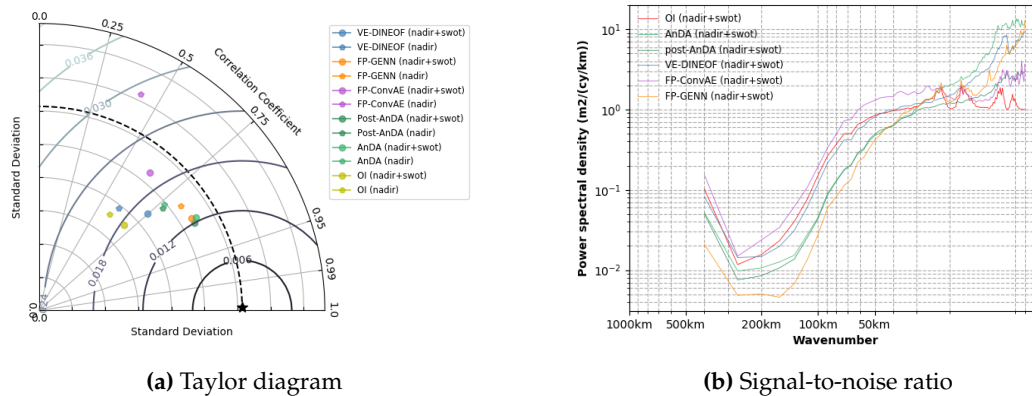 0.0
0.25
0.5
0.75
0.95
0.99
1.0
Correlation Coefficient
Standard Deviation
Standard Deviation
0.0
0.0
0.036
0.030
0.024
0.018
0.012
0.006
VE-DINEOF (nadir+swot)
VE-DINEOF (nadir)
FP-GENN (nadir+swot)
FP-GENN (nadir)
FP-ConvAE (nadir+swot)
FP-ConvAE (nadir)
Post-AnDA (nadir+swot)
Post-AnDA (nadir)
AnDA (nadir+swot)
AnDA (nadir)
OI (nadir+swot)
OI (nadir)
(a) Taylor diagram
Power spectral density (m2/(cy/km))
10¹
10⁰
10⁻¹
10⁻²
OI (nadir+swot)
AnDA (nadir+swot)
post-AnDA (nadir+swot)
VE-DINEOF (nadir+swot)
FP-ConvAE (nadir+swot)
FP-GENN (nadir+swot)
1000km 500km 200km 100km 50km
Wavenumber
(b) Signal-to-noise ratio